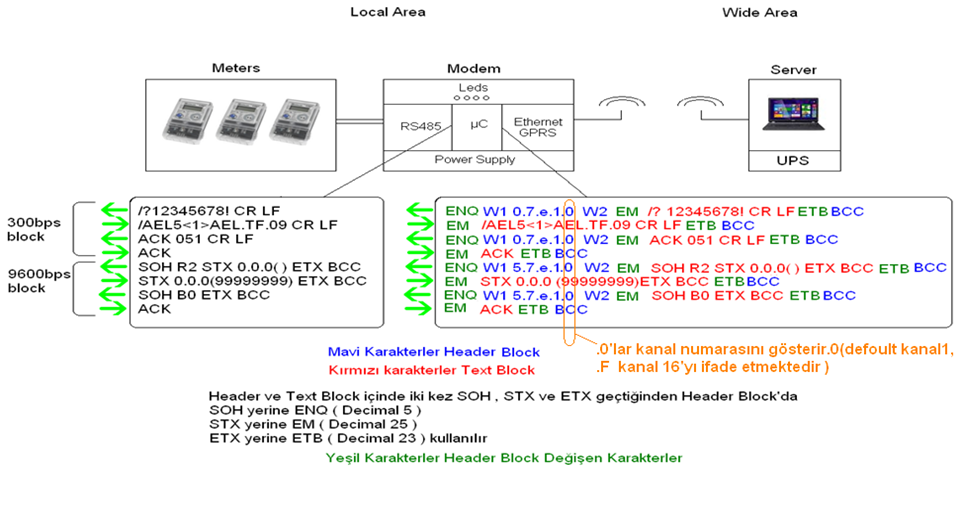 Local Area
Wide Area
Meters
Modem
Server
Leds
RS485
µC
Ethernet
GPRS
Power Supply
UPS
300bps
block
9600bps
block
/?12345678! CR LF
/AEL5<1>AEL.TF.09 CR LF
ACK 051 CR LF
ACK
SOH R2 STX 0.0.0( ) ETX BCC
STX 0.0.0(99999999) ETX BCC
SOH B0 ETX BCC
ACK
ENQ W1 0.7.e.1.0 W2 EM /? 12345678! CR LF ETB BCC
EM /AEL5<1>AEL.TF.09 CR LF ETB BCC
ENQ W1 0.7.e.1.0 W2 EM ACK 051 CR LF ETB BCC
EM ACK ETB BCC
ENQ W1 5.7.e.1.0 W2 EM SOH R2 STX 0.0.0( ) ETX BCC ETB BCC
EM STX 0.0.0 (99999999)ETX BCC ETB BCC
ENQ W1 5.7.e.1.0 W2 EM SOH B0 ETX BCC ETB BCC
EM ACK ETB BCC
.0'lar kanal numarasını gösterir.0(defoult kanal1,
.F kanal 16'yı ifade etmektedir )
Mavi Karakterler Header Block
Kırmızı karakterler Text Block
Header ve Text Block içinde iki kez SOH , STX ve ETX geçtiğinden Header Block'da
SOH yerine ENQ ( Decimal 5 )
STX yerine EM ( Decimal 25 )
ETX yerine ETB ( Decimal 23 ) kullanılır
Yeşil Karakterler Header Block Değişen Karakterler